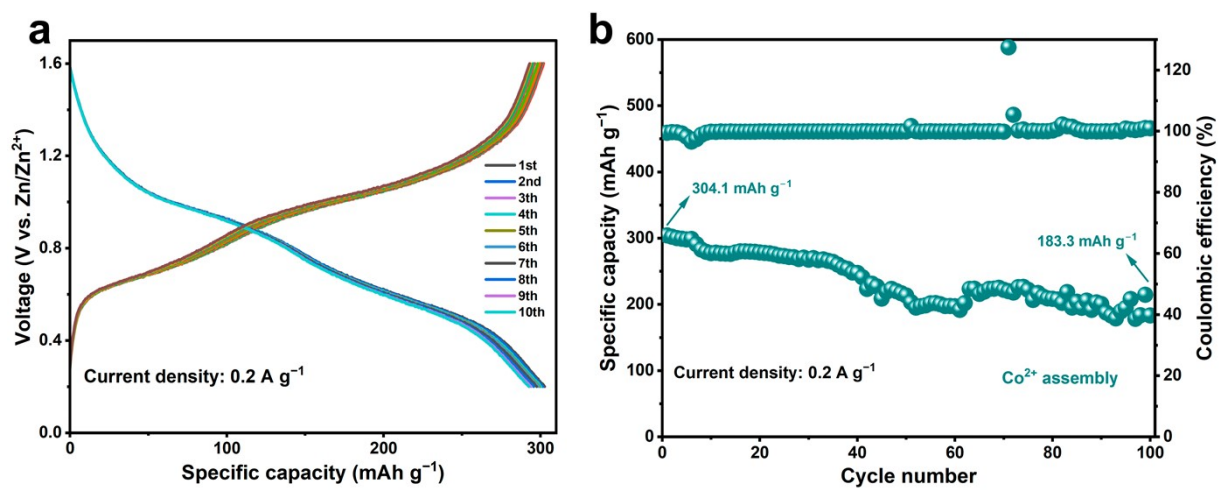 a
1.6
1.2
0.8
0.4
0.0
Voltage (V vs. Zn/Zn²⁺)
1st
2nd
3th
4th
5th
6th
7th
8th
9th
10th
Current density: 0.2 A g⁻¹
0
100
200
300
Specific capacity (mAh g⁻¹)
b
600
500
400
300
200
100
0
Specific capacity (mAh g⁻¹)
304.1 mAh g⁻¹
183.3 mAh g⁻¹
Current density: 0.2 A g⁻¹
Co²⁺ assembly
0
20
40
60
80
100
Cycle number
120
100
80
60
40
20
0
Coulombic efficiency (%)